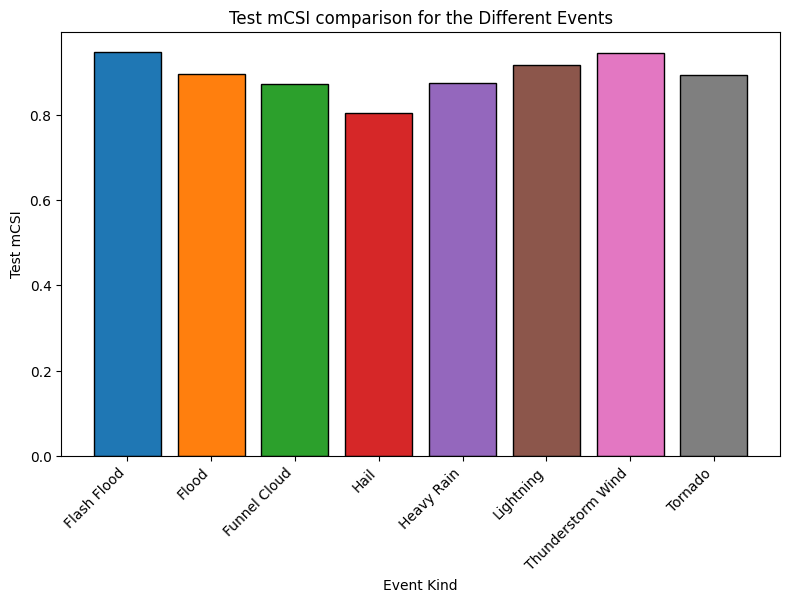 Test mCSI comparison for the Different Events
Test mCSI
0.8
0.6
0.4
0.2
0.0
Flash Flood
Flood
Funnel Cloud
Hail
Heavy Rain
Lightning
Thunderstorm Wind
Tornado
Event Kind